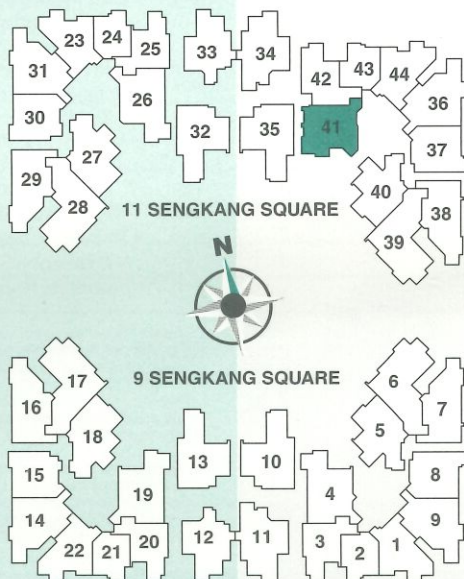 23 24 25 33 34 42 43 44
31 26 36
30 32 35 41 37
29 27 40 38
28 39
11 SENGKANG SQUARE
N
9 SENGKANG SQUARE
17 6
16 18 5 7
15 13 10 8
19 4
14 20 12 11 3 9
22 21 2 1